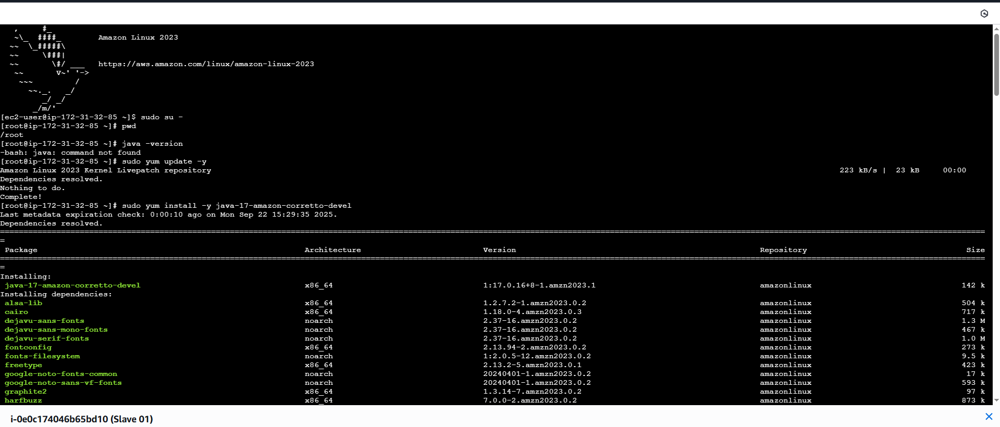 ,     #_
   ~\_  ####_        Amazon Linux 2023
  ~~  \_#####\
  ~~     \###|
  ~~       \#/ ___   https://aws.amazon.com/linux/amazon-linux-2023
   ~~       V~' '->
    ~~~         /
      ~~._.   _/
         _/ _/
       _/m/'
[ec2-user@ip-172-31-32-85 ~]$ sudo su -
[root@ip-172-31-32-85 ~]# pwd
/root
[root@ip-172-31-32-85 ~]# java -version
-bash: java: command not found
[root@ip-172-31-32-85 ~]# sudo yum update -y
Amazon Linux 2023 Kernel Livepatch repository 223 kB/s | 23 kB 00:00
Dependencies resolved.
Nothing to do.
Complete!
[root@ip-172-31-32-85 ~]# sudo yum install -y java-17-amazon-corretto-devel
Last metadata expiration check: 0:00:10 ago on Mon Sep 22 15:29:35 2025.
Dependencies resolved.
Package Architecture Version Repository Size
Installing:
java-17-amazon-corretto-devel x86_64 1:17.0.16+8-1.amzn2023.1 amazonlinux 142 k
Installing dependencies:
alsa-lib x86_64 1.2.7.2-1.amzn2023.0.2 amazonlinux 504 k
cairo x86_64 1.18.0-4.amzn2023.0.3 amazonlinux 717 k
dejavu-sans-fonts noarch 2.37-16.amzn2023.0.2 amazonlinux 1.3 M
dejavu-sans-mono-fonts noarch 2.37-16.amzn2023.0.2 amazonlinux 467 k
dejavu-serif-fonts noarch 2.37-16.amzn2023.0.2 amazonlinux 1.0 M
fontconfig x86_64 2.13.94-2.amzn2023.0.2 amazonlinux 273 k
fonts-filesystem noarch 1:2.0.5-12.amzn2023.0.2 amazonlinux 9.5 k
freetype x86_64 2.13.2-5.amzn2023.0.1 amazonlinux 423 k
google-noto-fonts-common noarch 20240401-1.amzn2023.0.2 amazonlinux 17 k
google-noto-sans-vf-fonts noarch 20240401-1.amzn2023.0.2 amazonlinux 593 k
graphite2 x86_64 1.3.14-7.amzn2023.0.2 amazonlinux 97 k
harfbuzz x86_64 7.0.0-2.amzn2023.0.2 amazonlinux 873 k
i-0e0c174046b65bd10 (Slave 01)